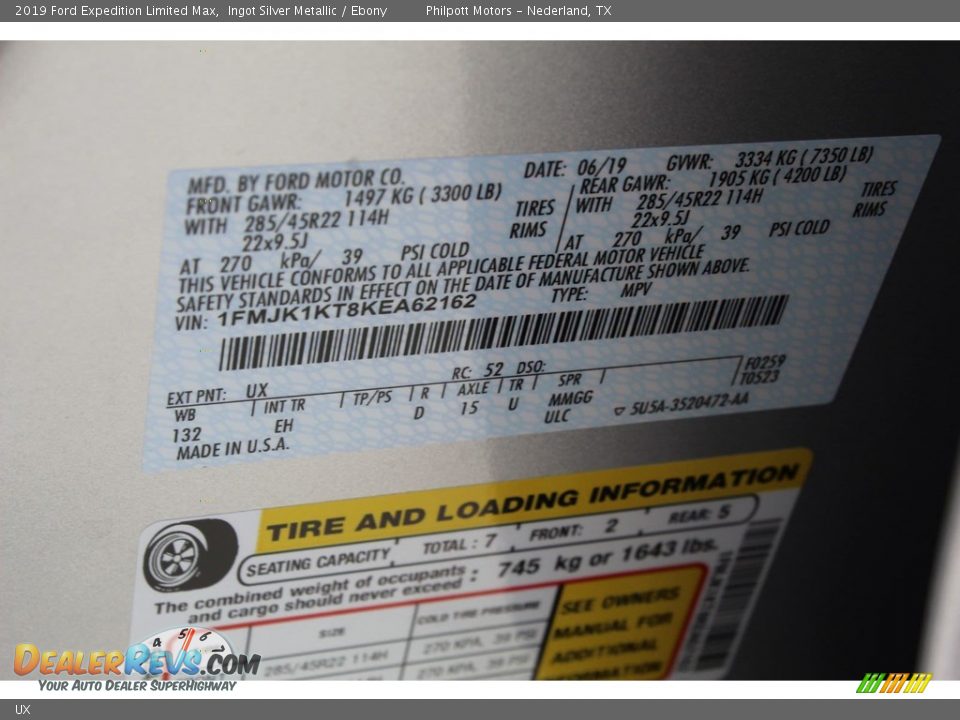 2019 Ford Expedition Limited Max, Ingot Silver Metallic / Ebony Philpott Motors - Nederland, TX
MFD. BY FORD MOTOR CO. DATE: 06/19 GVWR: 3334 KG ( 7350 LB)
FRONT GAWR: 1497 KG ( 3300 LB) REAR GAWR: 1905 KG ( 4200 LB)
WITH 285/45R22 114H TIRES WITH 285/45R22 114H TIRES
22x9.5J RIMS 22x9.5J RIMS
AT 270 kPa/ 39 PSI COLD AT 270 kPa/ 39 PSI COLD
THIS VEHICLE CONFORMS TO ALL APPLICABLE FEDERAL MOTOR VEHICLE
SAFETY STANDARDS IN EFFECT ON THE DATE OF MANUFACTURE SHOWN ABOVE.
VIN: 1FMJK1KT8KEA62162 TYPE: MPV
EXT PNT: UX RC: 52 DSO: F0259
WB INT TR TP/PS R AXLE TR SPR T0523
132 EH D 15 U MMGG
MADE IN U.S.A. ULC 5U5A-3520472-AA
TIRE AND LOADING INFORMATION
SEATING CAPACITY TOTAL : 7 FRONT: 2 REAR: 5
The combined weight of occupants and cargo should never exceed : 745 kg or 1643 lbs.
SIZE COLD TIRE PRESSURE SEE OWNERS
285/45R22 114H 270 KPA, 39 PSI MANUAL FOR
270 KPA, 39 PSI ADDITIONAL
INFORMATION
4 5 6 7
DEALERREVS.COM
YOUR AUTO DEALER SUPERHIGHWAY
UX